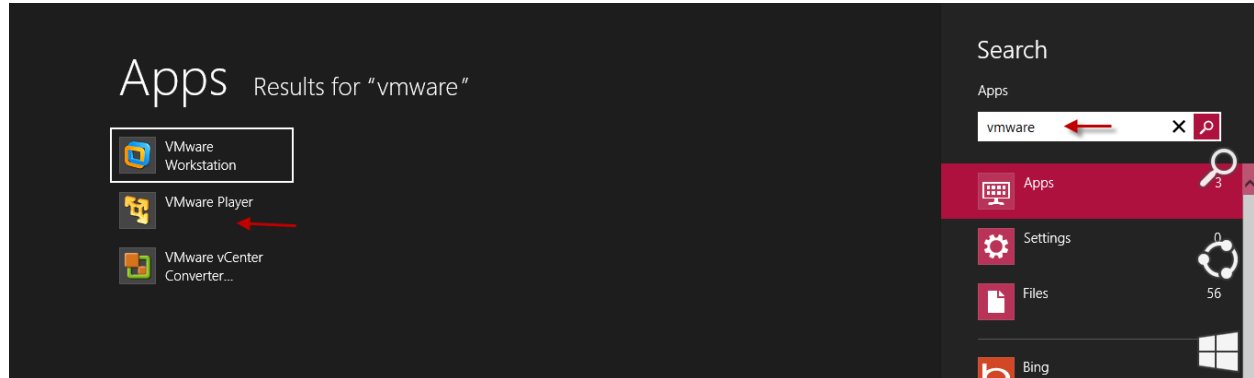 Apps Results for “vmware”
VMware
Workstation
VMware Player
VMware vCenter
Converter...
Search
Apps
vmware
Apps 3
Settings 0
Files 56
Bing